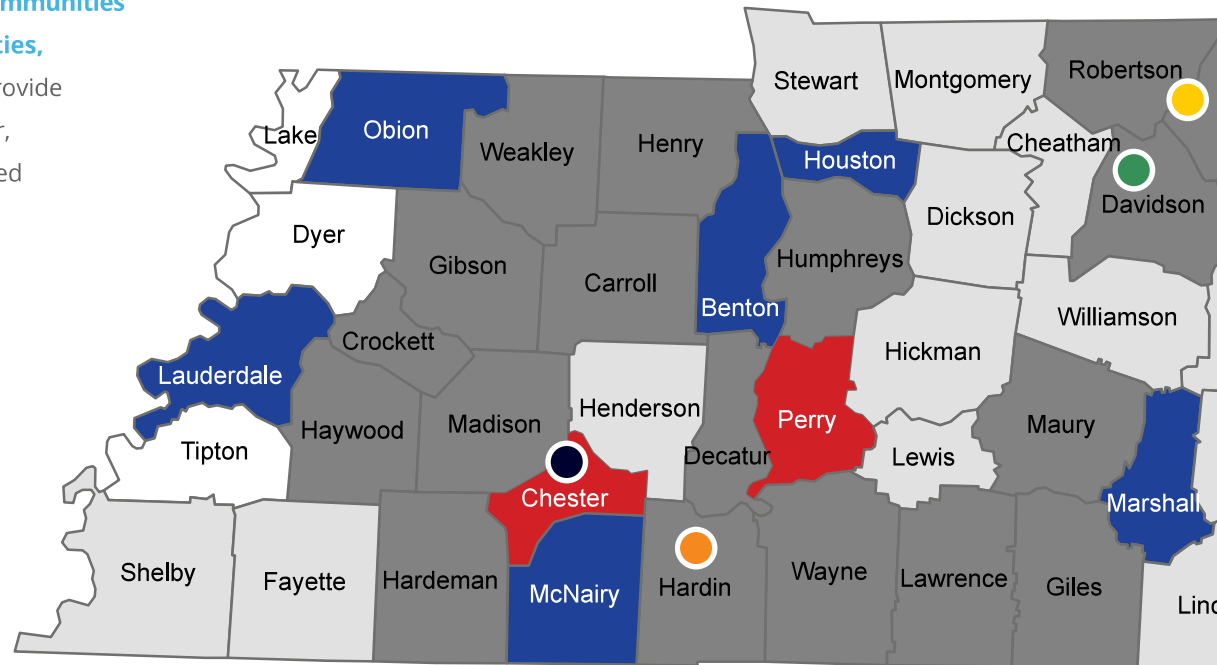 ommunities
ties,
rovide
r,
ed
Stewart
Montgomery
Robertson
Lake
Obion
Weakley
Henry
Houston
Cheatham
Dickson
Davidson
Dyer
Gibson
Carroll
Humphreys
Benton
Williamson
Crockett
Hickman
Lauderdale
Henderson
Perry
Maury
Haywood
Madison
Tipton
Decatur
Lewis
Chester
Marshall
Shelby
Fayette
Hardeman
McNairy
Hardin
Wayne
Lawrence
Giles
Linc